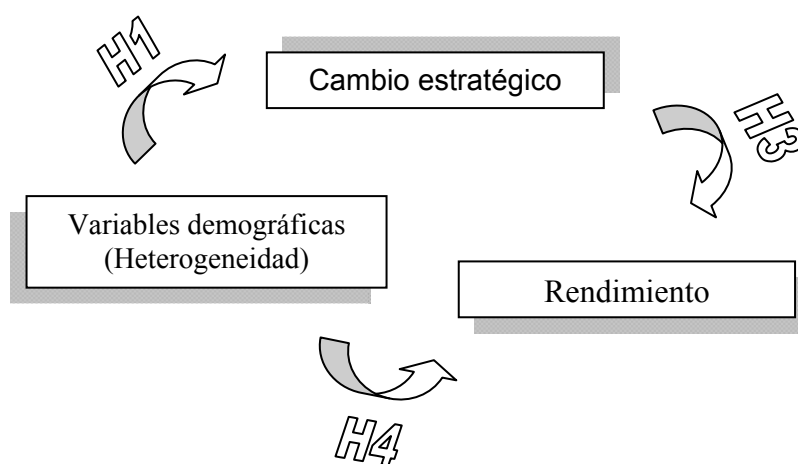 H1
Cambio estratégico
H3
Variables demográficas
(Heterogeneidad)
Rendimiento
H4